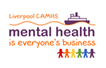 Liverpool CAMHS
mental health
is everyone's business